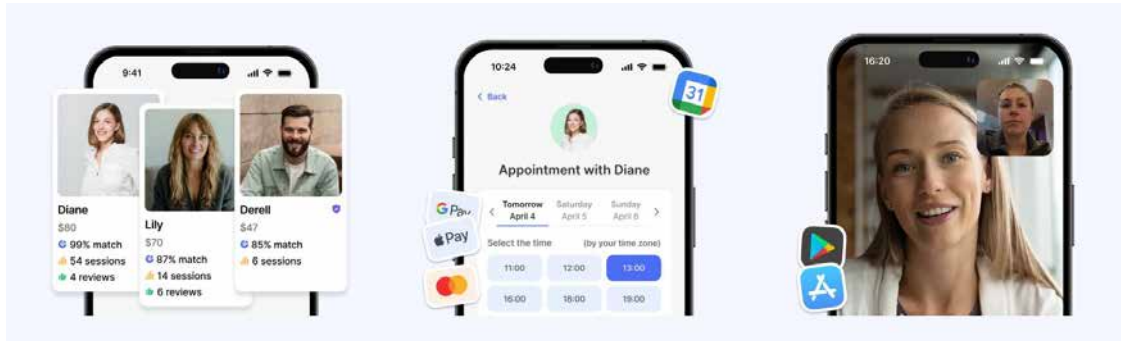 9:41
Diane
$80
99% match
54 sessions
4 reviews
Lily
$70
87% match
14 sessions
6 reviews
Derell
$47
85% match
6 sessions
10:24
Back
31
Appointment with Diane
G Pay
Pay
Tomorrow
April 4
Saturday
April 5
Sunday
April 6
Select the time
(by your time zone)
11:00
12:00
13:00
16:00
18:00
19:00
16:20